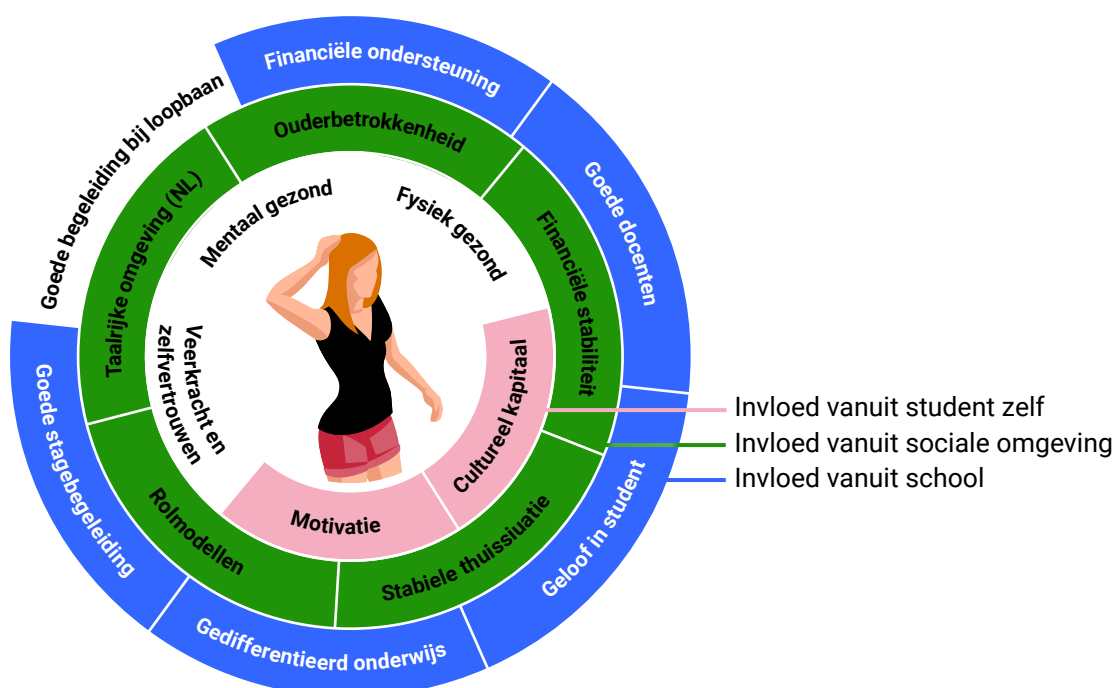 Financiële ondersteuning
Goede docenten
Geloof in student
Gedifferentieerd onderwijs
Goede stagebegeleiding
Goede begeleiding bij loopbaan
Ouderbetrokkenheid
Financiële stabiliteit
Stabiele thuissiuatie
Rolmodellen
Taalrijke omgeving (NL)
Mentaal gezond
Fysiek gezond
Cultureel kapitaal
Motivatie
Veerkracht en
zelfvertrouwen
Invloed vanuit student zelf
Invloed vanuit sociale omgeving
Invloed vanuit school